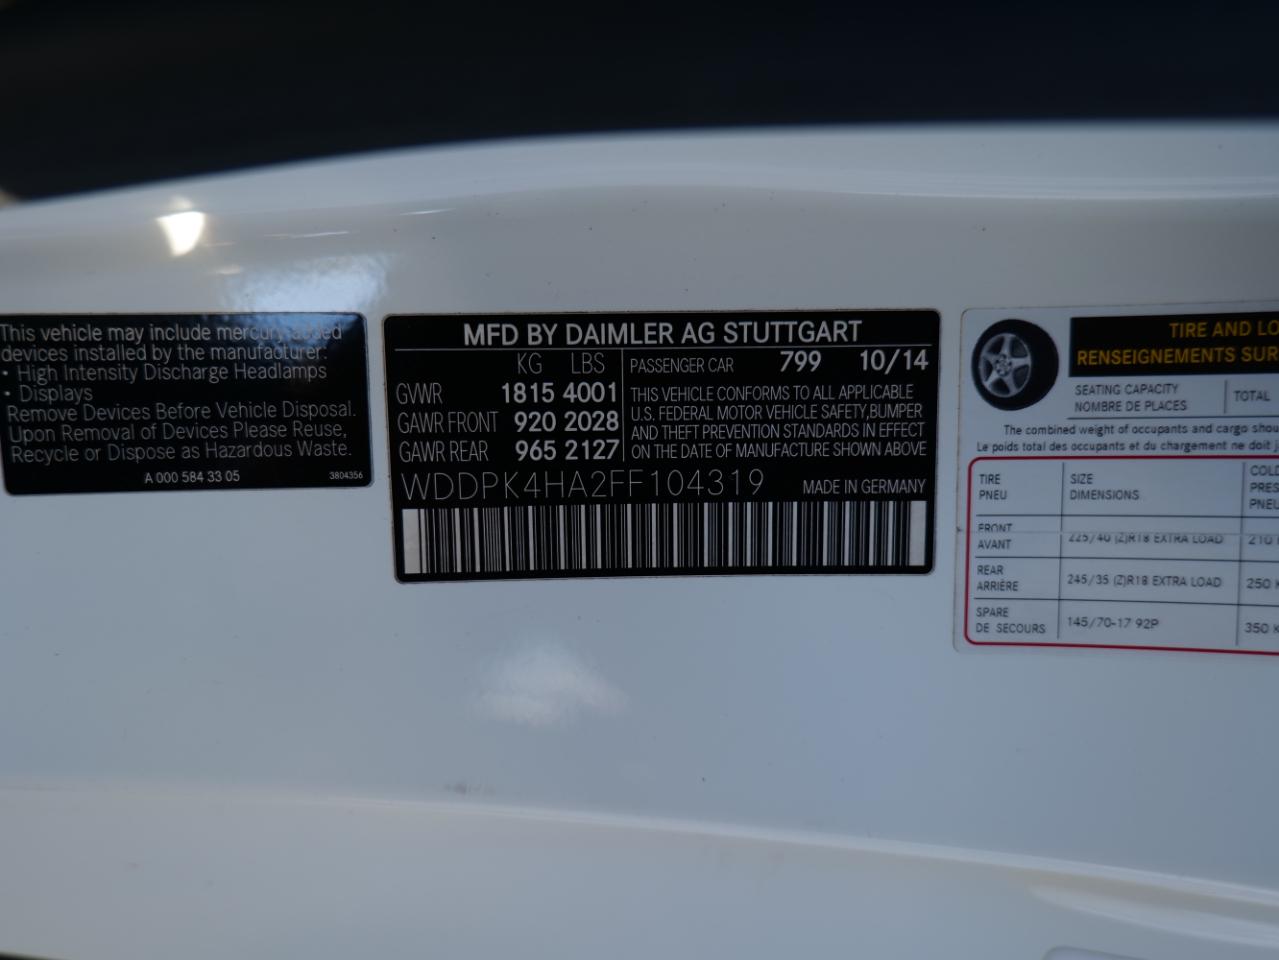 This vehicle may include mercury added
devices installed by the manufacturer:
• High Intensity Discharge Headlamps
• Displays
Remove Devices Before Vehicle Disposal.
Upon Removal of Devices Please Reuse,
Recycle or Dispose as Hazardous Waste.
A 000 584 33 05 3804356
MFD BY DAIMLER AG STUTTGART
KG LBS
GVWR 1815 4001
GAWR FRONT 920 2028
GAWR REAR 965 2127
PASSENGER CAR 799 10/14
THIS VEHICLE CONFORMS TO ALL APPLICABLE
U.S. FEDERAL MOTOR VEHICLE SAFETY,BUMPER
AND THEFT PREVENTION STANDARDS IN EFFECT
ON THE DATE OF MANUFACTURE SHOWN ABOVE
WDDPK4HA2FF104319 MADE IN GERMANY
TIRE AND LO
RENSEIGNEMENTS SUR
SEATING CAPACITY
NOMBRE DE PLACES
TOTAL
The combined weight of occupants and cargo shou
Le poids total des occupants et du chargement ne doit j
TIRE
PNEU
SIZE
DIMENSIONS
COLD
PRES
PNEU
FRONT
AVANT
225/40 (Z)R18 EXTRA LOAD 210
REAR
ARRIÈRE
245/35 (Z)R18 EXTRA LOAD 250 K
SPARE
DE SECOURS
145/70-17 92P 350 K